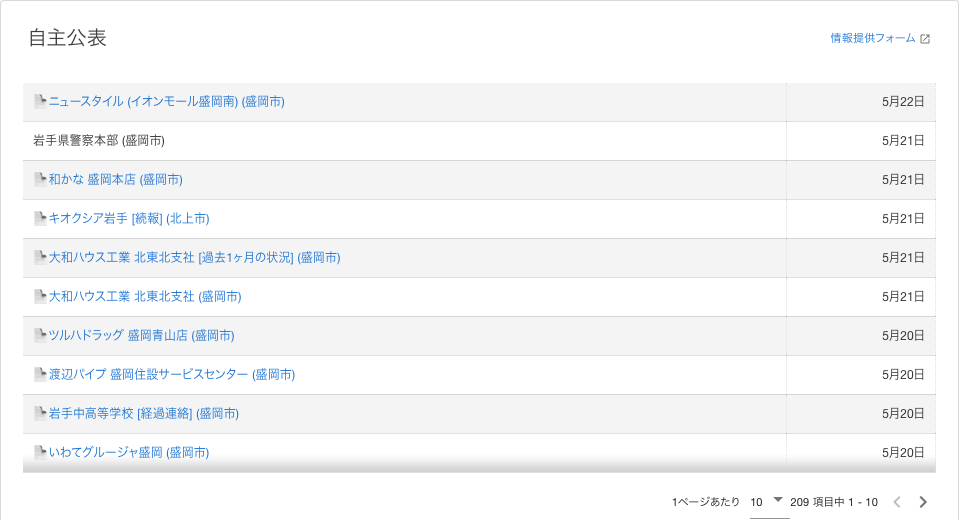 自主公表
情報提供フォーム
ニュースタイル (イオンモール盛岡南) (盛岡市) 5月22日
岩手県警察本部 (盛岡市) 5月21日
和かな 盛岡本店 (盛岡市) 5月21日
キオクシア岩手 [続報] (北上市) 5月21日
大和ハウス工業 北東北支社 [過去1ヶ月の状況] (盛岡市) 5月21日
大和ハウス工業 北東北支社 (盛岡市) 5月21日
ツルハドラッグ 盛岡青山店 (盛岡市) 5月20日
渡辺パイプ 盛岡住設サービスセンター (盛岡市) 5月20日
岩手中高等学校 [経過連絡] (盛岡市) 5月20日
いわてグルージャ盛岡 (盛岡市) 5月20日
1ページあたり 10 209 項目中 1 - 10